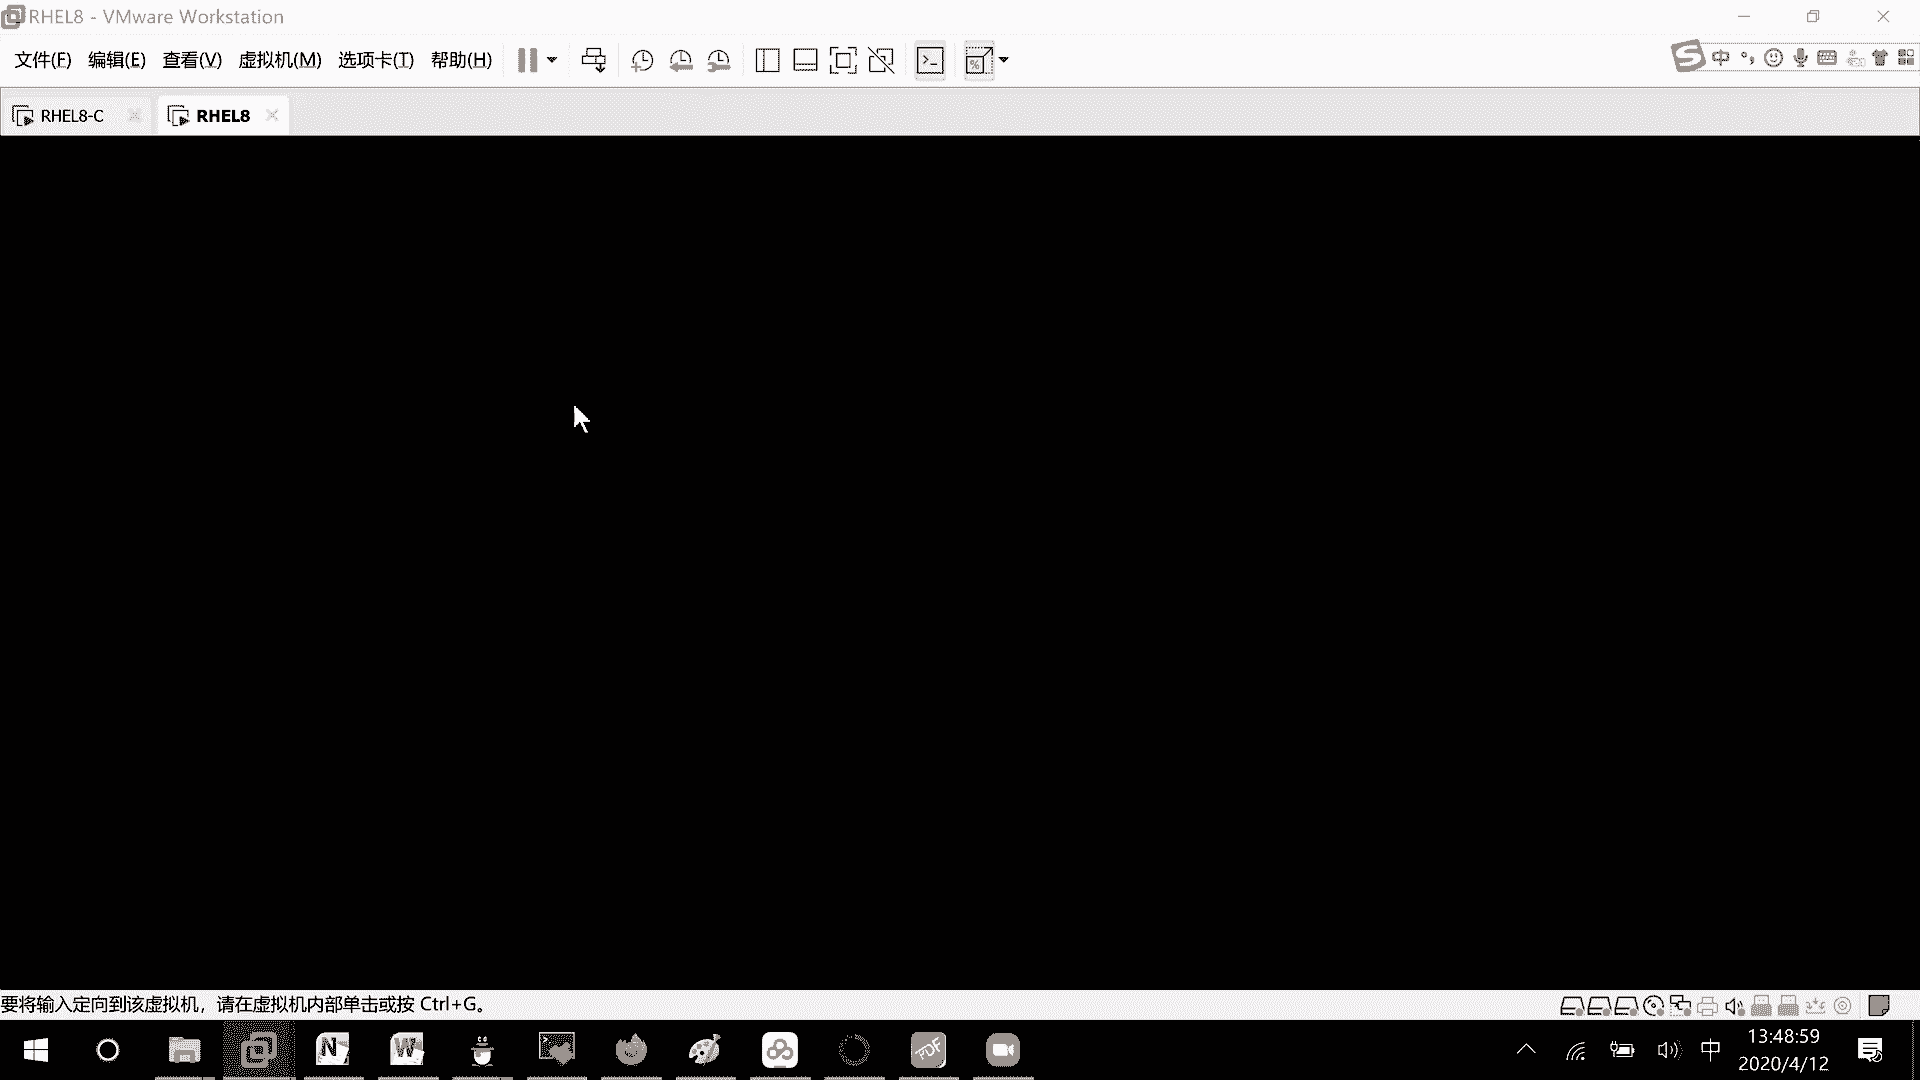 RHEL8 - VMware Workstation
文件(F) 编辑(E) 查看(V) 虚拟机(M) 选项卡(T) 帮助(H)
中
RHEL8-C RHEL8
要将输入定向到该虚拟机，请在虚拟机内部单击或按 Ctrl+G。
N W PDF 中 13:48:59
2020/4/12